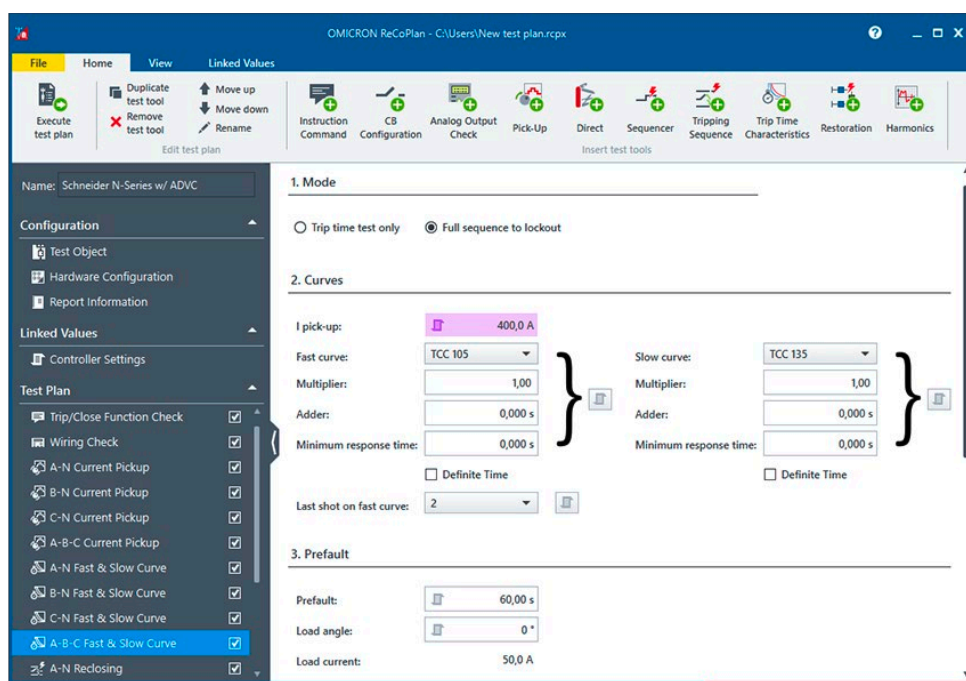 OMICRON ReCoPlan - C:\Users\New test plan.rcpx
File Home View Linked Values
Execute test plan
Duplicate test tool
Remove test tool
Move up
Move down
Rename
Edit test plan
Instruction Command
CB Configuration
Analog Output Check
Pick-Up
Direct
Sequencer
Tripping Sequence
Trip Time Characteristics
Restoration
Harmonics
Insert test tools
Name: Schneider N-Series w/ ADVC
Configuration
Test Object
Hardware Configuration
Report Information
Linked Values
Controller Settings
Test Plan
Trip/Close Function Check
Wiring Check
A-N Current Pickup
B-N Current Pickup
C-N Current Pickup
A-B-C Current Pickup
A-N Fast & Slow Curve
B-N Fast & Slow Curve
C-N Fast & Slow Curve
A-B-C Fast & Slow Curve
A-N Reclosing
1. Mode
Trip time test only Full sequence to lockout
2. Curves
I pick-up: 400,0 A
Fast curve: TCC 105 Slow curve: TCC 135
Multiplier: 1,00 Multiplier: 1,00
Adder: 0,000 s Adder: 0,000 s
Minimum response time: 0,000 s Minimum response time: 0,000 s
Definite Time Definite Time
Last shot on fast curve: 2
3. Prefault
Prefault: 60,00 s
Load angle: 0 °
Load current: 50,0 A